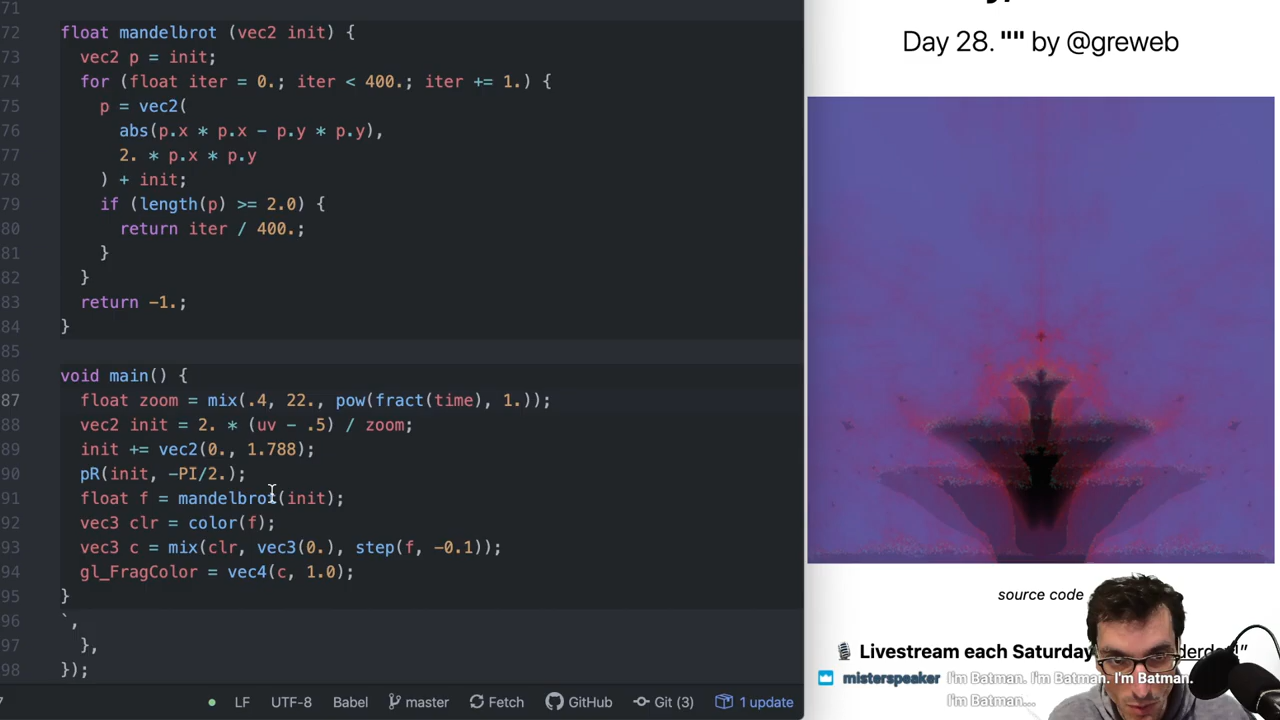 71
72 float mandelbrot (vec2 init) {
73 vec2 p = init;
74 for (float iter = 0.; iter < 400.; iter += 1.) {
75 p = vec2(
76 abs(p.x * p.x - p.y * p.y),
77 2. * p.x * p.y
78 ) + init;
79 if (length(p) >= 2.0) {
80 return iter / 400.;
81 }
82 }
83 return -1.;
84 }
85
86 void main() {
87 float zoom = mix(.4, 22., pow(fract(time), 1.));
88 vec2 init = 2. * (uv - .5) / zoom;
89 init += vec2(0., 1.788);
90 pR(init, -PI/2.);
91 float f = mandelbrot(init);
92 vec3 clr = color(f);
93 vec3 c = mix(clr, vec3(0.), step(f, -0.1));
94 gl_FragColor = vec4(c, 1.0);
95 }
96 `,
97 },
98 });
LF UTF-8 Babel master Fetch GitHub Git (3) 1 update
Day 28. "" by @greweb
source code
Livestream each Saturday
misterspeaker I'm Batman. I'm Batman. I'm Batman.
I'm Batman...